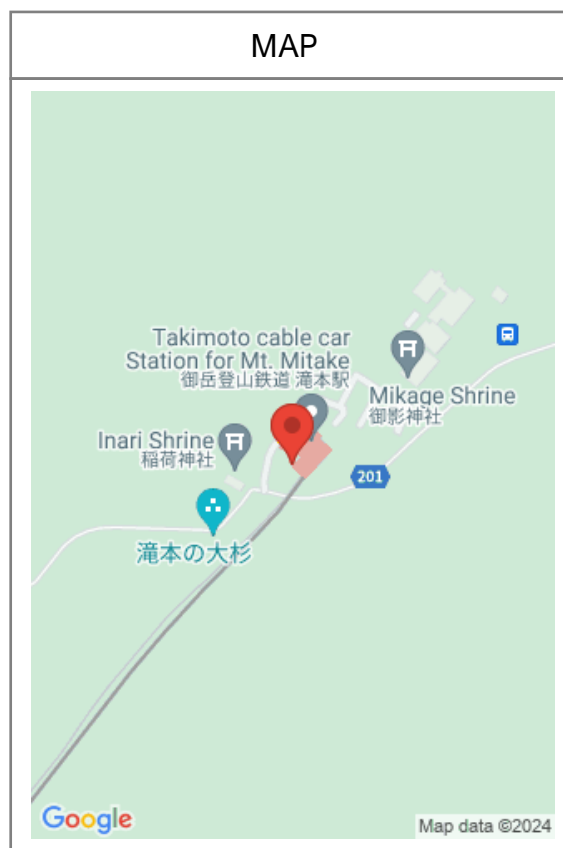 MAP
Takimoto cable car
Station for Mt. Mitake
御岳登山鉄道 滝本駅
Mikage Shrine
御影神社
Inari Shrine
稲荷神社
201
滝本の大杉
Google
Map data ©2024